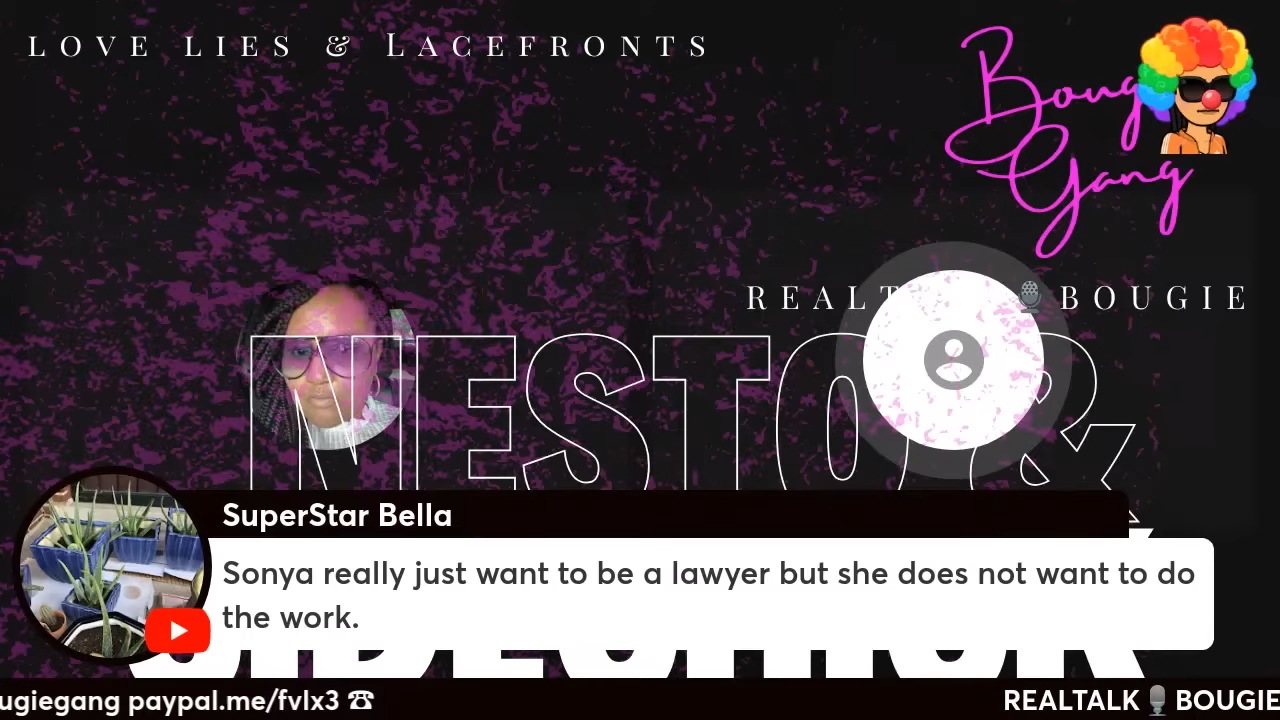 LOVE LIES & LACEFRONTS
Boug
Gang
REALT 🎙 BOUGIE
NESTO &
SuperStar Bella
Sonya really just want to be a lawyer but she does not want to do
the work.
ugiegang paypal.me/fvlx3 ☎
REALTALK 🎙 BOUGIE